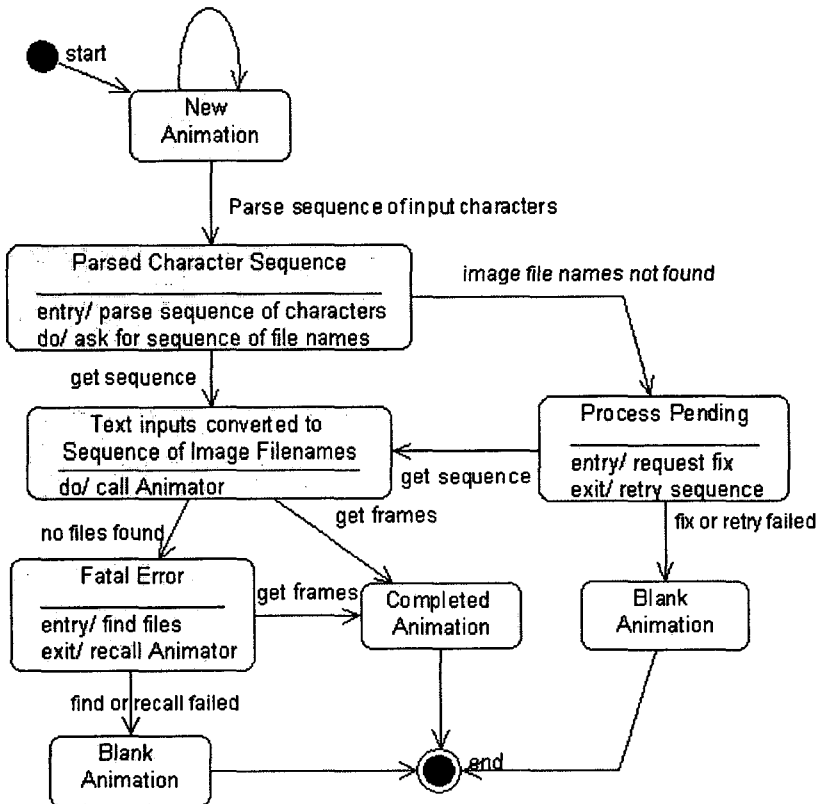 start
New
Animation
Parse sequence of input characters
Parsed Character Sequence
entry/ parse sequence of characters
do/ ask for sequence of file names
image file names not found
get sequence
Text inputs converted to
Sequence of Image Filenames
do/ call Animator
Process Pending
entry/ request fix
exit/ retry sequence
get sequence
no files found
get frames
fix or retry failed
Fatal Error
entry/ find files
exit/ recall Animator
get frames
Completed
Animation
Blank
Animation
find or recall failed
Blank
Animation
end